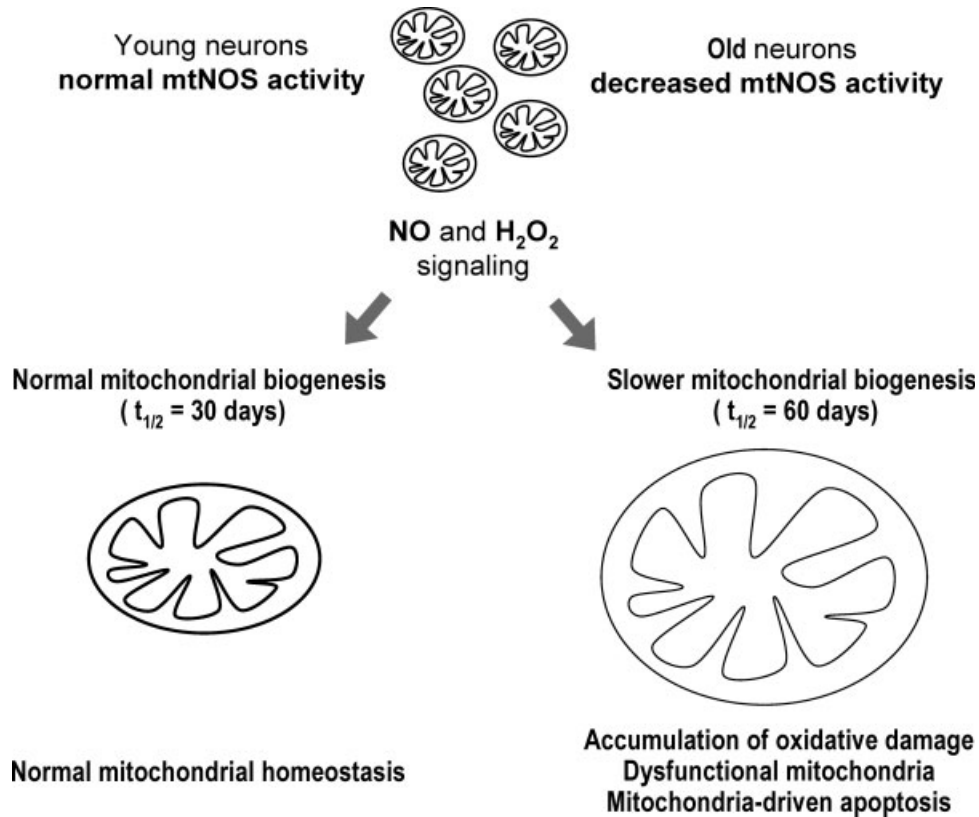 Young neurons
normal mtNOS activity
Old neurons
decreased mtNOS activity
NO and H₂O₂
signaling
Normal mitochondrial biogenesis
( t₁/₂ = 30 days)
Slower mitochondrial biogenesis
( t₁/₂ = 60 days)
Normal mitochondrial homeostasis
Accumulation of oxidative damage
Dysfunctional mitochondria
Mitochondria-driven apoptosis